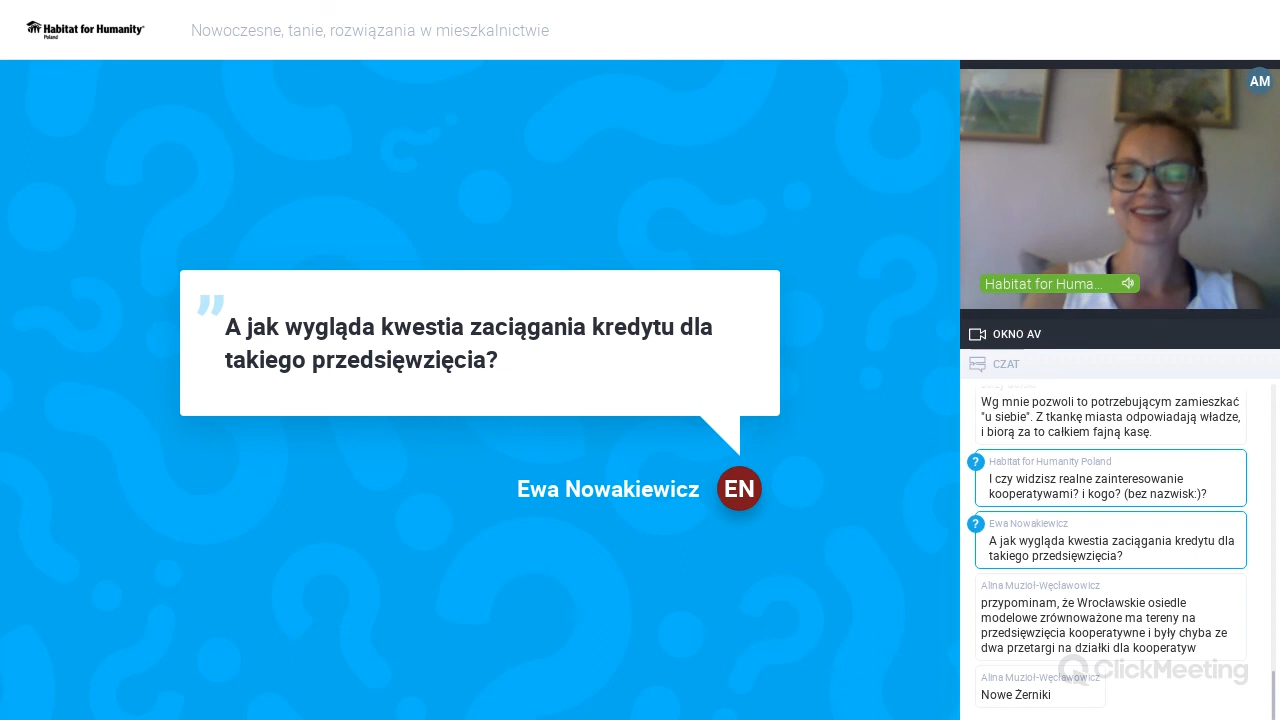 Habitat for Humanity®
Poland
Nowoczesne, tanie, rozwiązania w mieszkalnictwie
AM
Habitat for Huma...
A jak wygląda kwestia zaciągania kredytu dla
takiego przedsięwzięcia?
Ewa Nowakiewicz
EN
OKNO AV
CZAT
Wg mnie pozwoli to potrzebującym zamieszkać
"u siebie". Z tkankę miasta odpowiadają władze,
i biorą za to całkiem fajną kasę.
?
Habitat for Humanity Poland
I czy widzisz realne zainteresowanie
kooperatywami? i kogo? (bez nazwisk:)?
?
Ewa Nowakiewicz
A jak wygląda kwestia zaciągania kredytu dla
takiego przedsięwzięcia?
Alina Muzioł-Węcławowicz
przypominam, że Wrocławskie osiedle
modelowe zrównoważone ma tereny na
przedsięwzięcia kooperatywne i były chyba ze
dwa przetargi na działki dla kooperatyw
ClickMeeting
Alina Muzioł-Węcławowicz
Nowe Żerniki